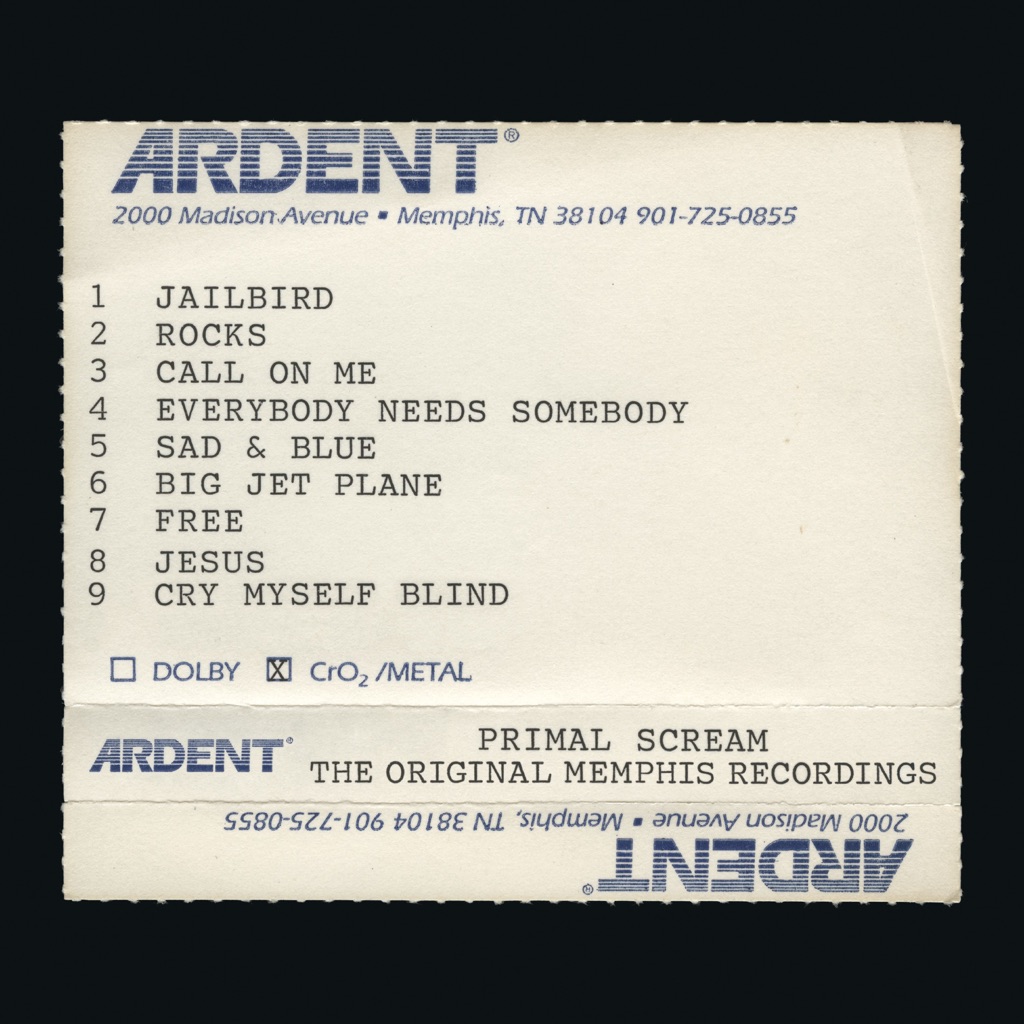 ARDENT®
2000 Madison Avenue ▪ Memphis, TN 38104 901-725-0855
1 JAILBIRD
2 ROCKS
3 CALL ON ME
4 EVERYBODY NEEDS SOMEBODY
5 SAD & BLUE
6 BIG JET PLANE
7 FREE
8 JESUS
9 CRY MYSELF BLIND
☐ DOLBY ☒ CrO₂ /METAL
ARDENT®
PRIMAL SCREAM
THE ORIGINAL MEMPHIS RECORDINGS
2000 Madison Avenue ▪ Memphis, TN 38104 901-725-0855
ARDENT®